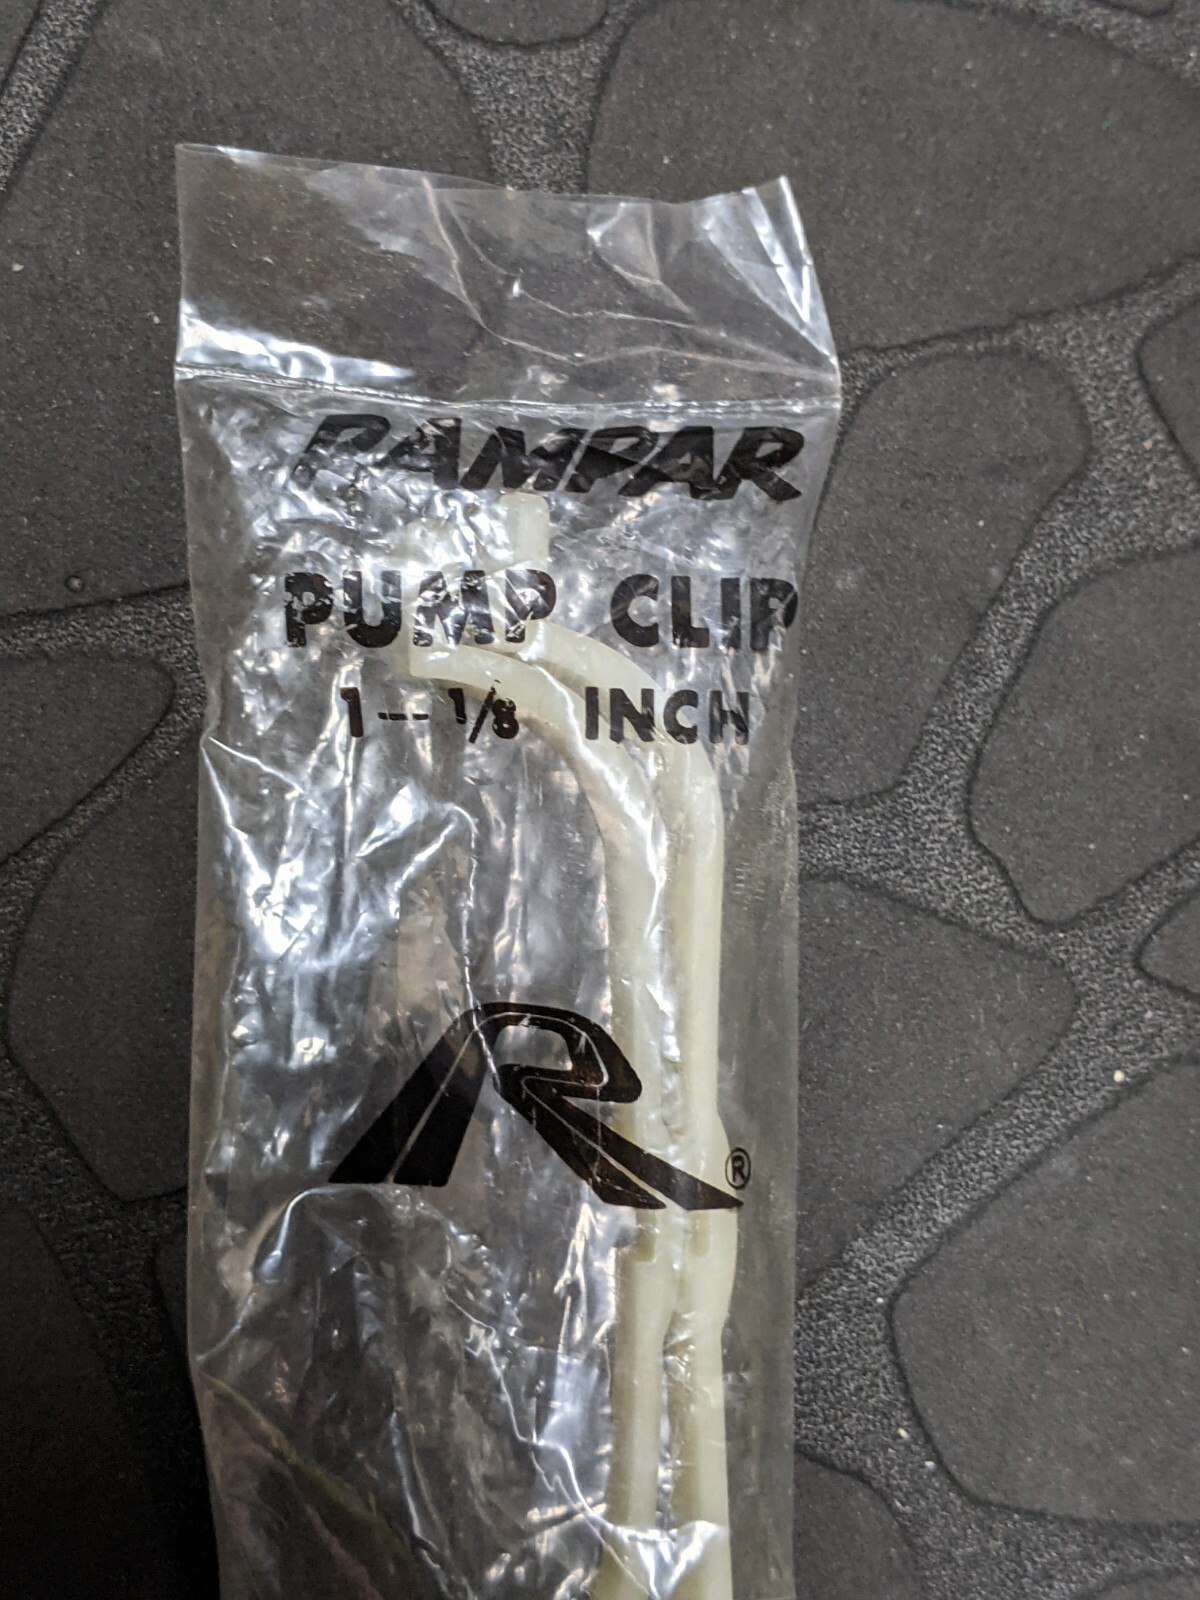 RAMPAR
PUMP CLIP
1-- 1/8 INCH
R®